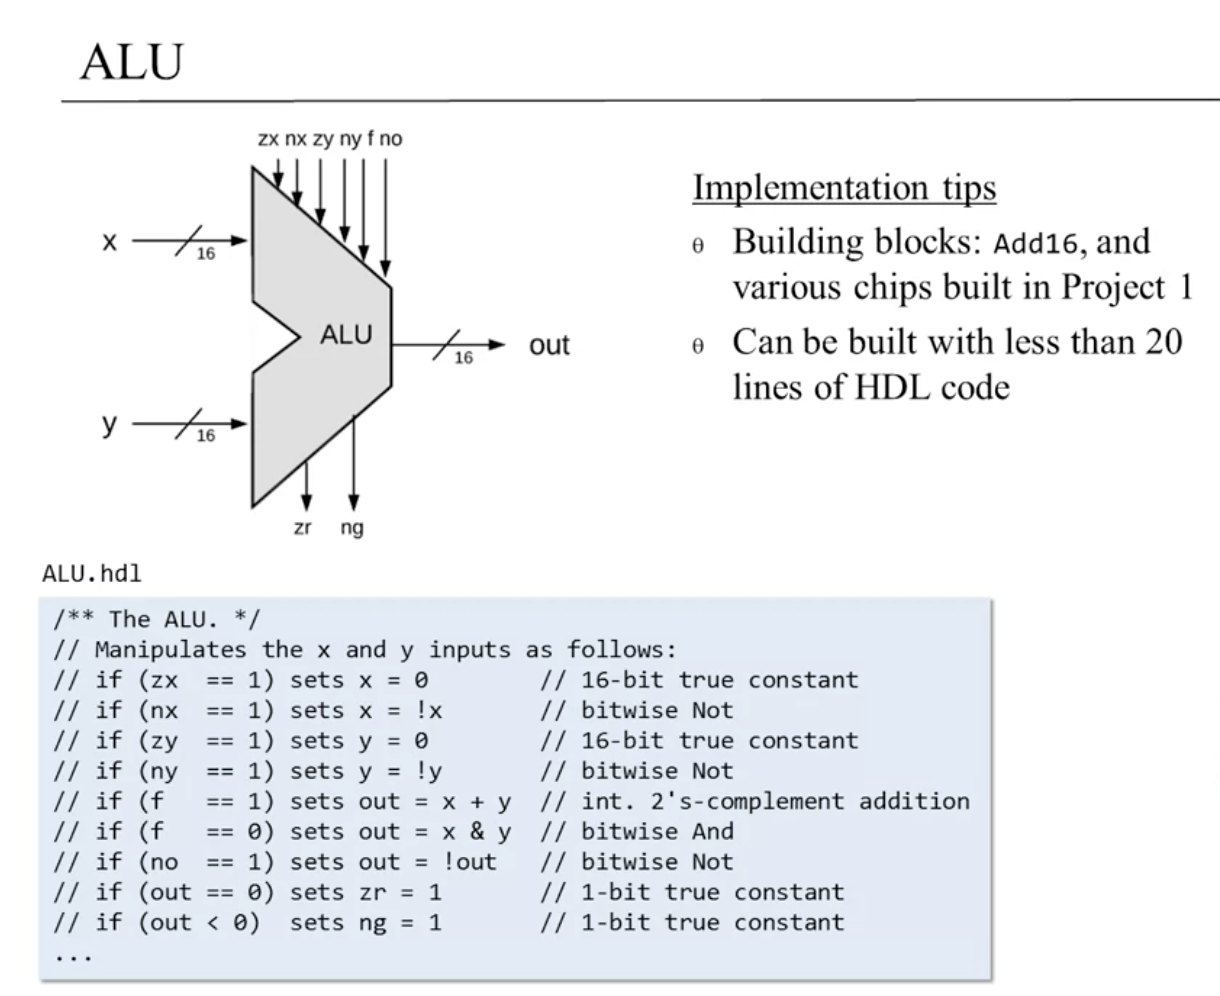 ALU
zx nx zy ny f no
x
16
y
16
ALU
16
out
zr ng
Implementation tips
θ Building blocks: Add16, and
various chips built in Project 1
θ Can be built with less than 20
lines of HDL code
ALU.hdl
/** The ALU. */
// Manipulates the x and y inputs as follows:
// if (zx  == 1) sets x = 0        // 16-bit true constant
// if (nx  == 1) sets x = !x       // bitwise Not
// if (zy  == 1) sets y = 0        // 16-bit true constant
// if (ny  == 1) sets y = !y       // bitwise Not
// if (f   == 1) sets out = x + y  // int. 2's-complement addition
// if (f   == 0) sets out = x & y  // bitwise And
// if (no  == 1) sets out = !out   // bitwise Not
// if (out == 0) sets zr = 1       // 1-bit true constant
// if (out < 0)  sets ng = 1       // 1-bit true constant
...